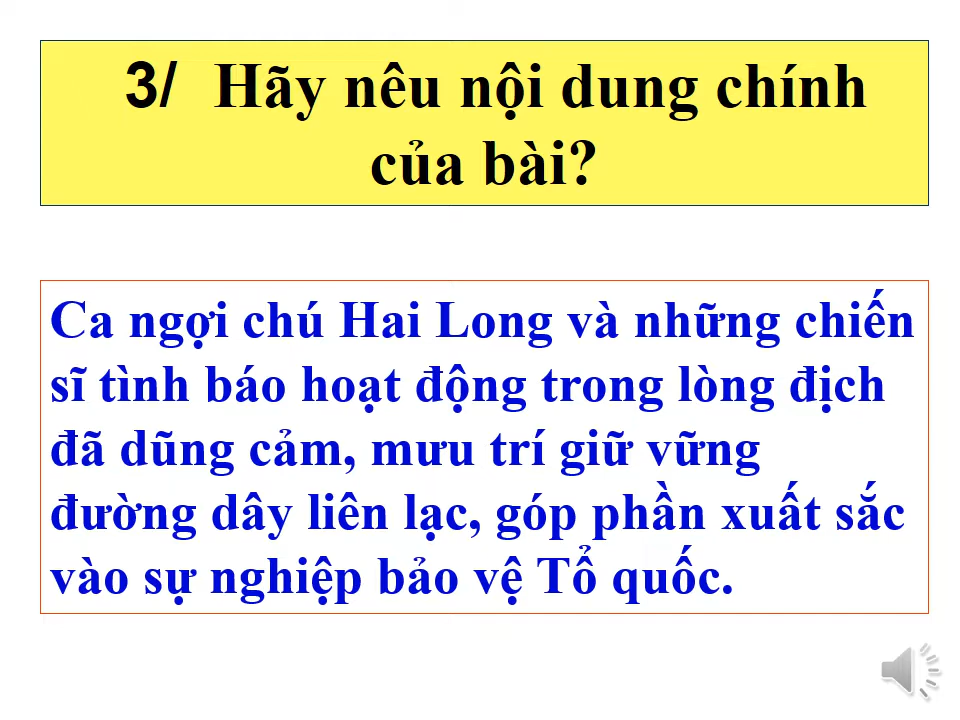 3/ Hãy nêu nội dung chính
của bài?
Ca ngợi chú Hai Long và những chiến
sĩ tình báo hoạt động trong lòng địch
đã dũng cảm, mưu trí giữ vững
đường dây liên lạc, góp phần xuất sắc
vào sự nghiệp bảo vệ Tổ quốc.